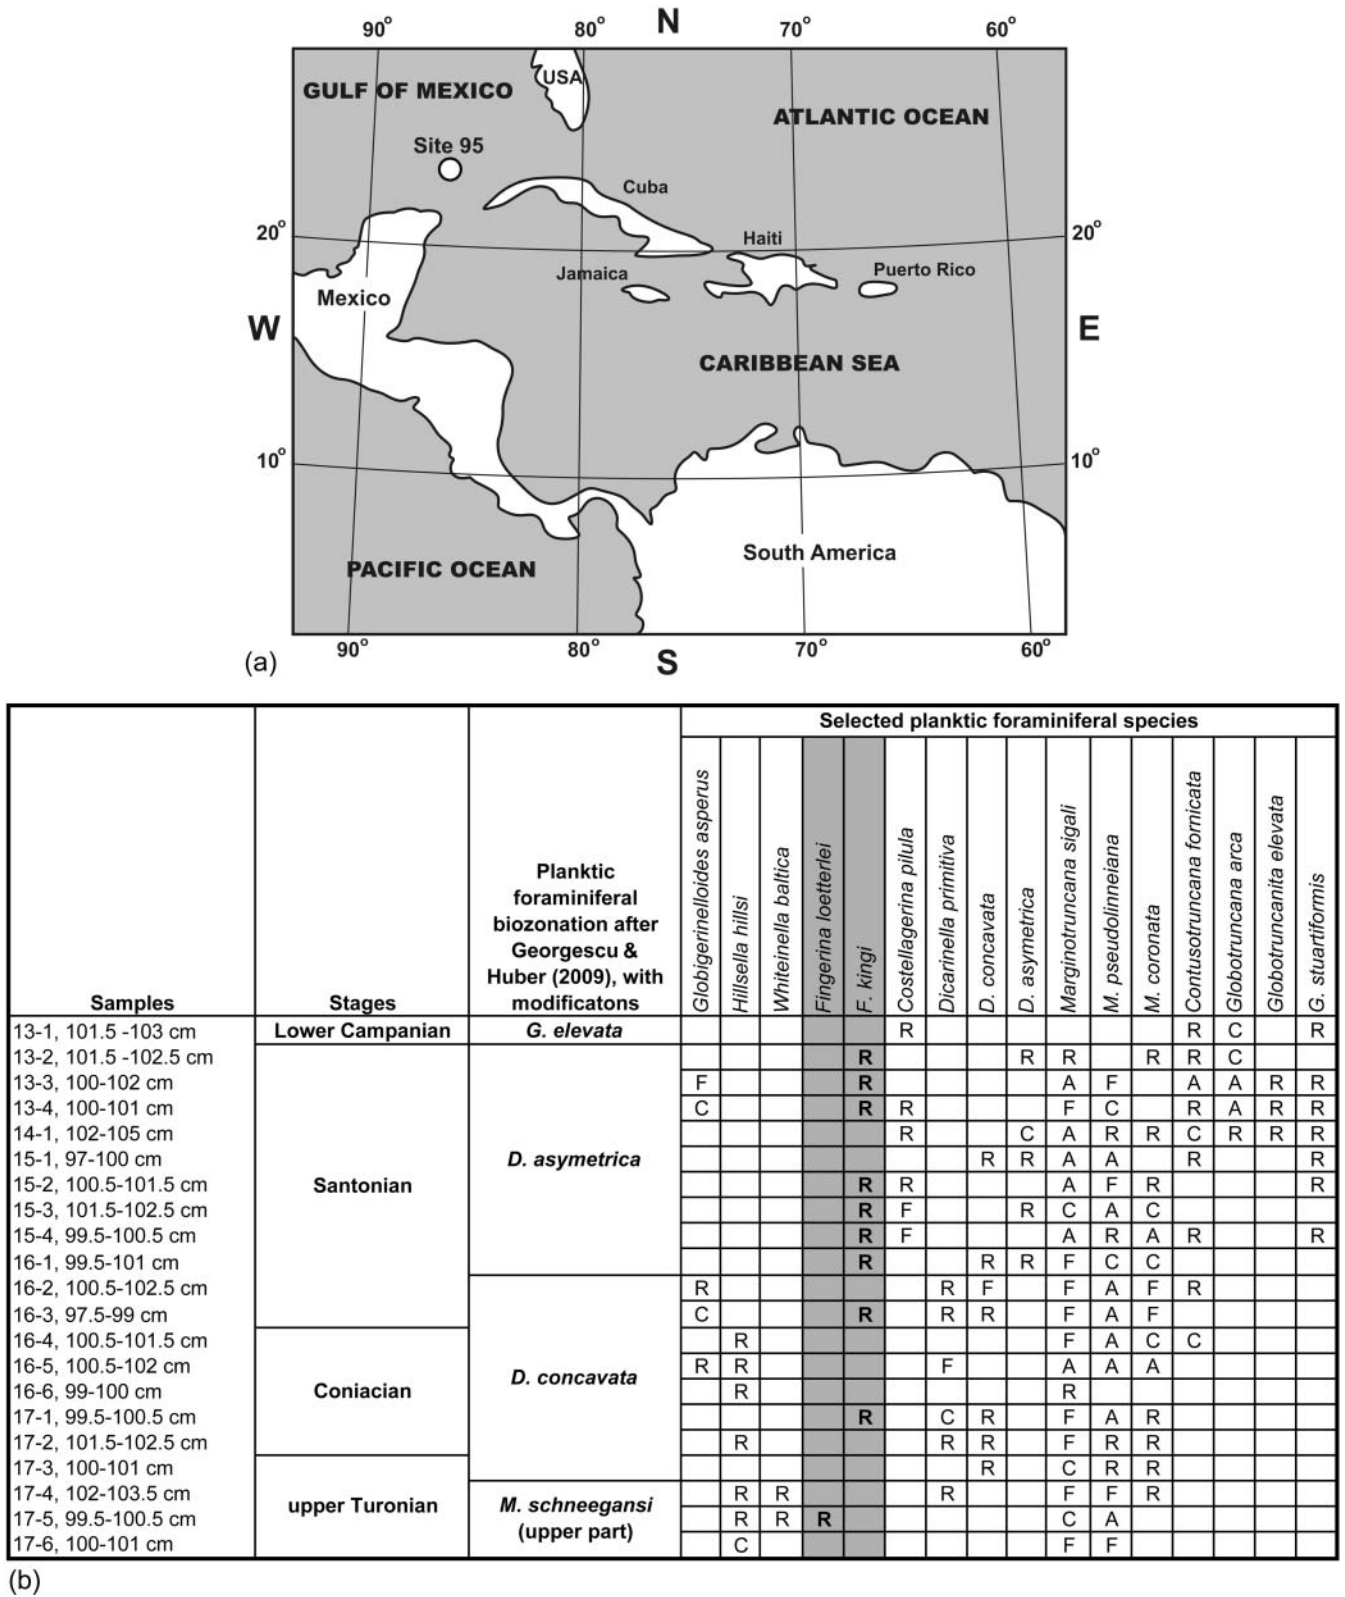 N
90° 80° 70° 60°
GULF OF MEXICO
USA
ATLANTIC OCEAN
Site 95
Cuba
20° 20°
Haiti
Jamaica
Puerto Rico
Mexico
W E
CARIBBEAN SEA
10° 10°
South America
PACIFIC OCEAN
90° 80° 70° 60°
S
(a)
Selected planktic foraminiferal species
Samples
Stages
Planktic
foraminiferal
biozonation after
Georgescu &
Huber (2009), with
modificatons
Globigerinelloides asperus
Hillsella hillsi
Whiteinella baltica
Fingerina loetterlei
F. kingi
Costellagerina pilula
Dicarinella primitiva
D. concavata
D. asymetrica
Marginotruncana sigali
M. pseudolinneiana
M. coronata
Contusotruncana fornicata
Globotruncana arca
Globotruncanita elevata
G. stuartiformis
13-1, 101.5 -103 cm Lower Campanian G. elevata R R C R
13-2, 101.5 -102.5 cm R R R R R C
13-3, 100-102 cm F R A F A A R R
13-4, 100-101 cm C R R F C R A R R
14-1, 102-105 cm R C A R R C R R R
15-1, 97-100 cm D. asymetrica R R A A R R
15-2, 100.5-101.5 cm Santonian R R A F R R
15-3, 101.5-102.5 cm R F R C A C
15-4, 99.5-100.5 cm R F A R A R R
16-1, 99.5-101 cm R R R F C C
16-2, 100.5-102.5 cm R R F F A F R
16-3, 97.5-99 cm C R R R F A F
16-4, 100.5-101.5 cm R F A C C
16-5, 100.5-102 cm D. concavata R R F A A A
16-6, 99-100 cm Coniacian R R
17-1, 99.5-100.5 cm R C R F A R
17-2, 101.5-102.5 cm R R R F R R
17-3, 100-101 cm R C R R
17-4, 102-103.5 cm upper Turonian M. schneegansi R R R F F R
17-5, 99.5-100.5 cm (upper part) R R R C A
17-6, 100-101 cm C F F
(b)